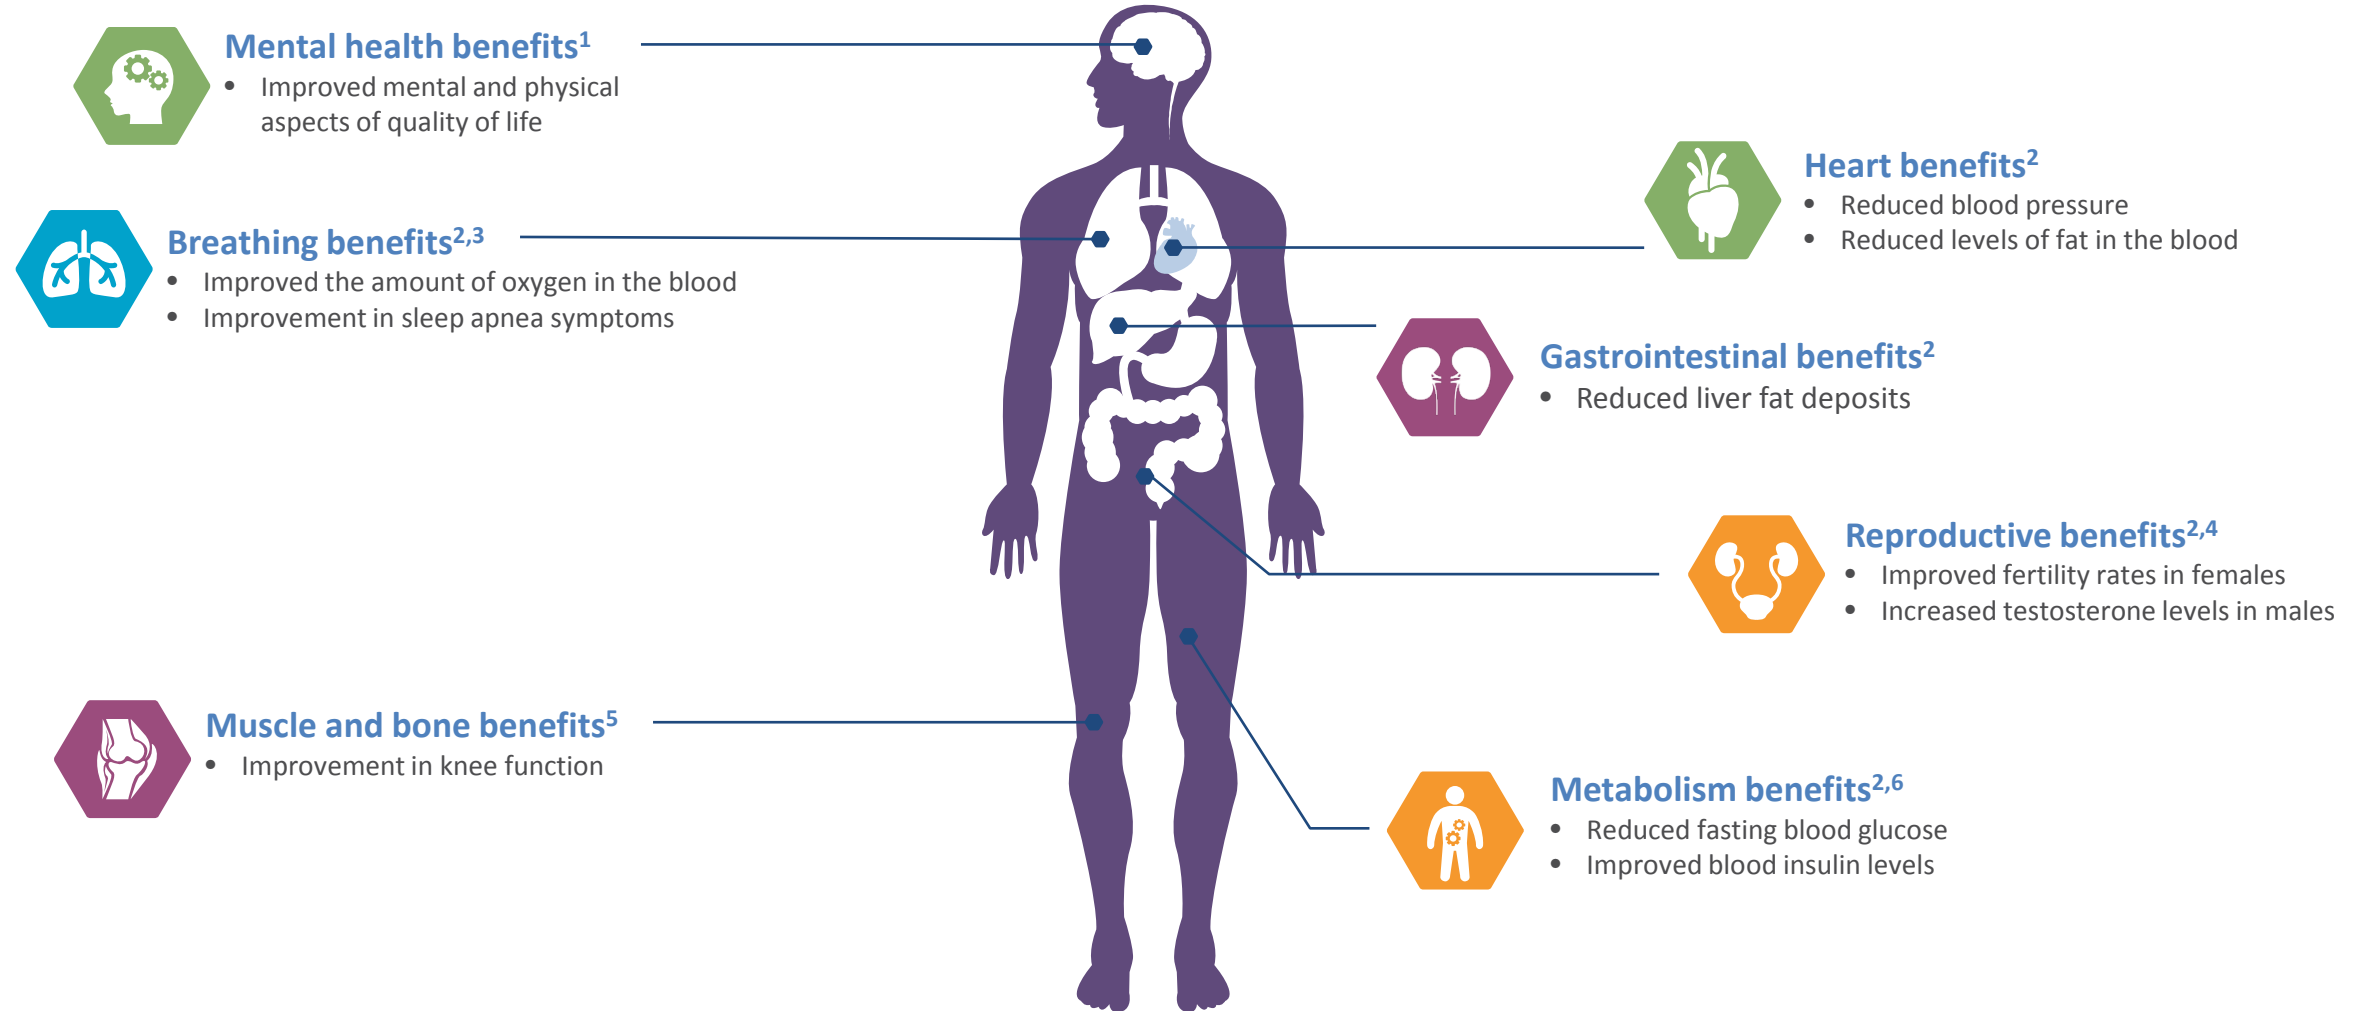 Mental health benefits1
• Improved mental and physical
aspects of quality of life
Breathing benefits2,3
• Improved the amount of oxygen in the blood
• Improvement in sleep apnea symptoms
Muscle and bone benefits5
• Improvement in knee function
Heart benefits2
• Reduced blood pressure
• Reduced levels of fat in the blood
Gastrointestinal benefits2
• Reduced liver fat deposits
Reproductive benefits2,4
• Improved fertility rates in females
• Increased testosterone levels in males
Metabolism benefits2,6
• Reduced fasting blood glucose
• Improved blood insulin levels